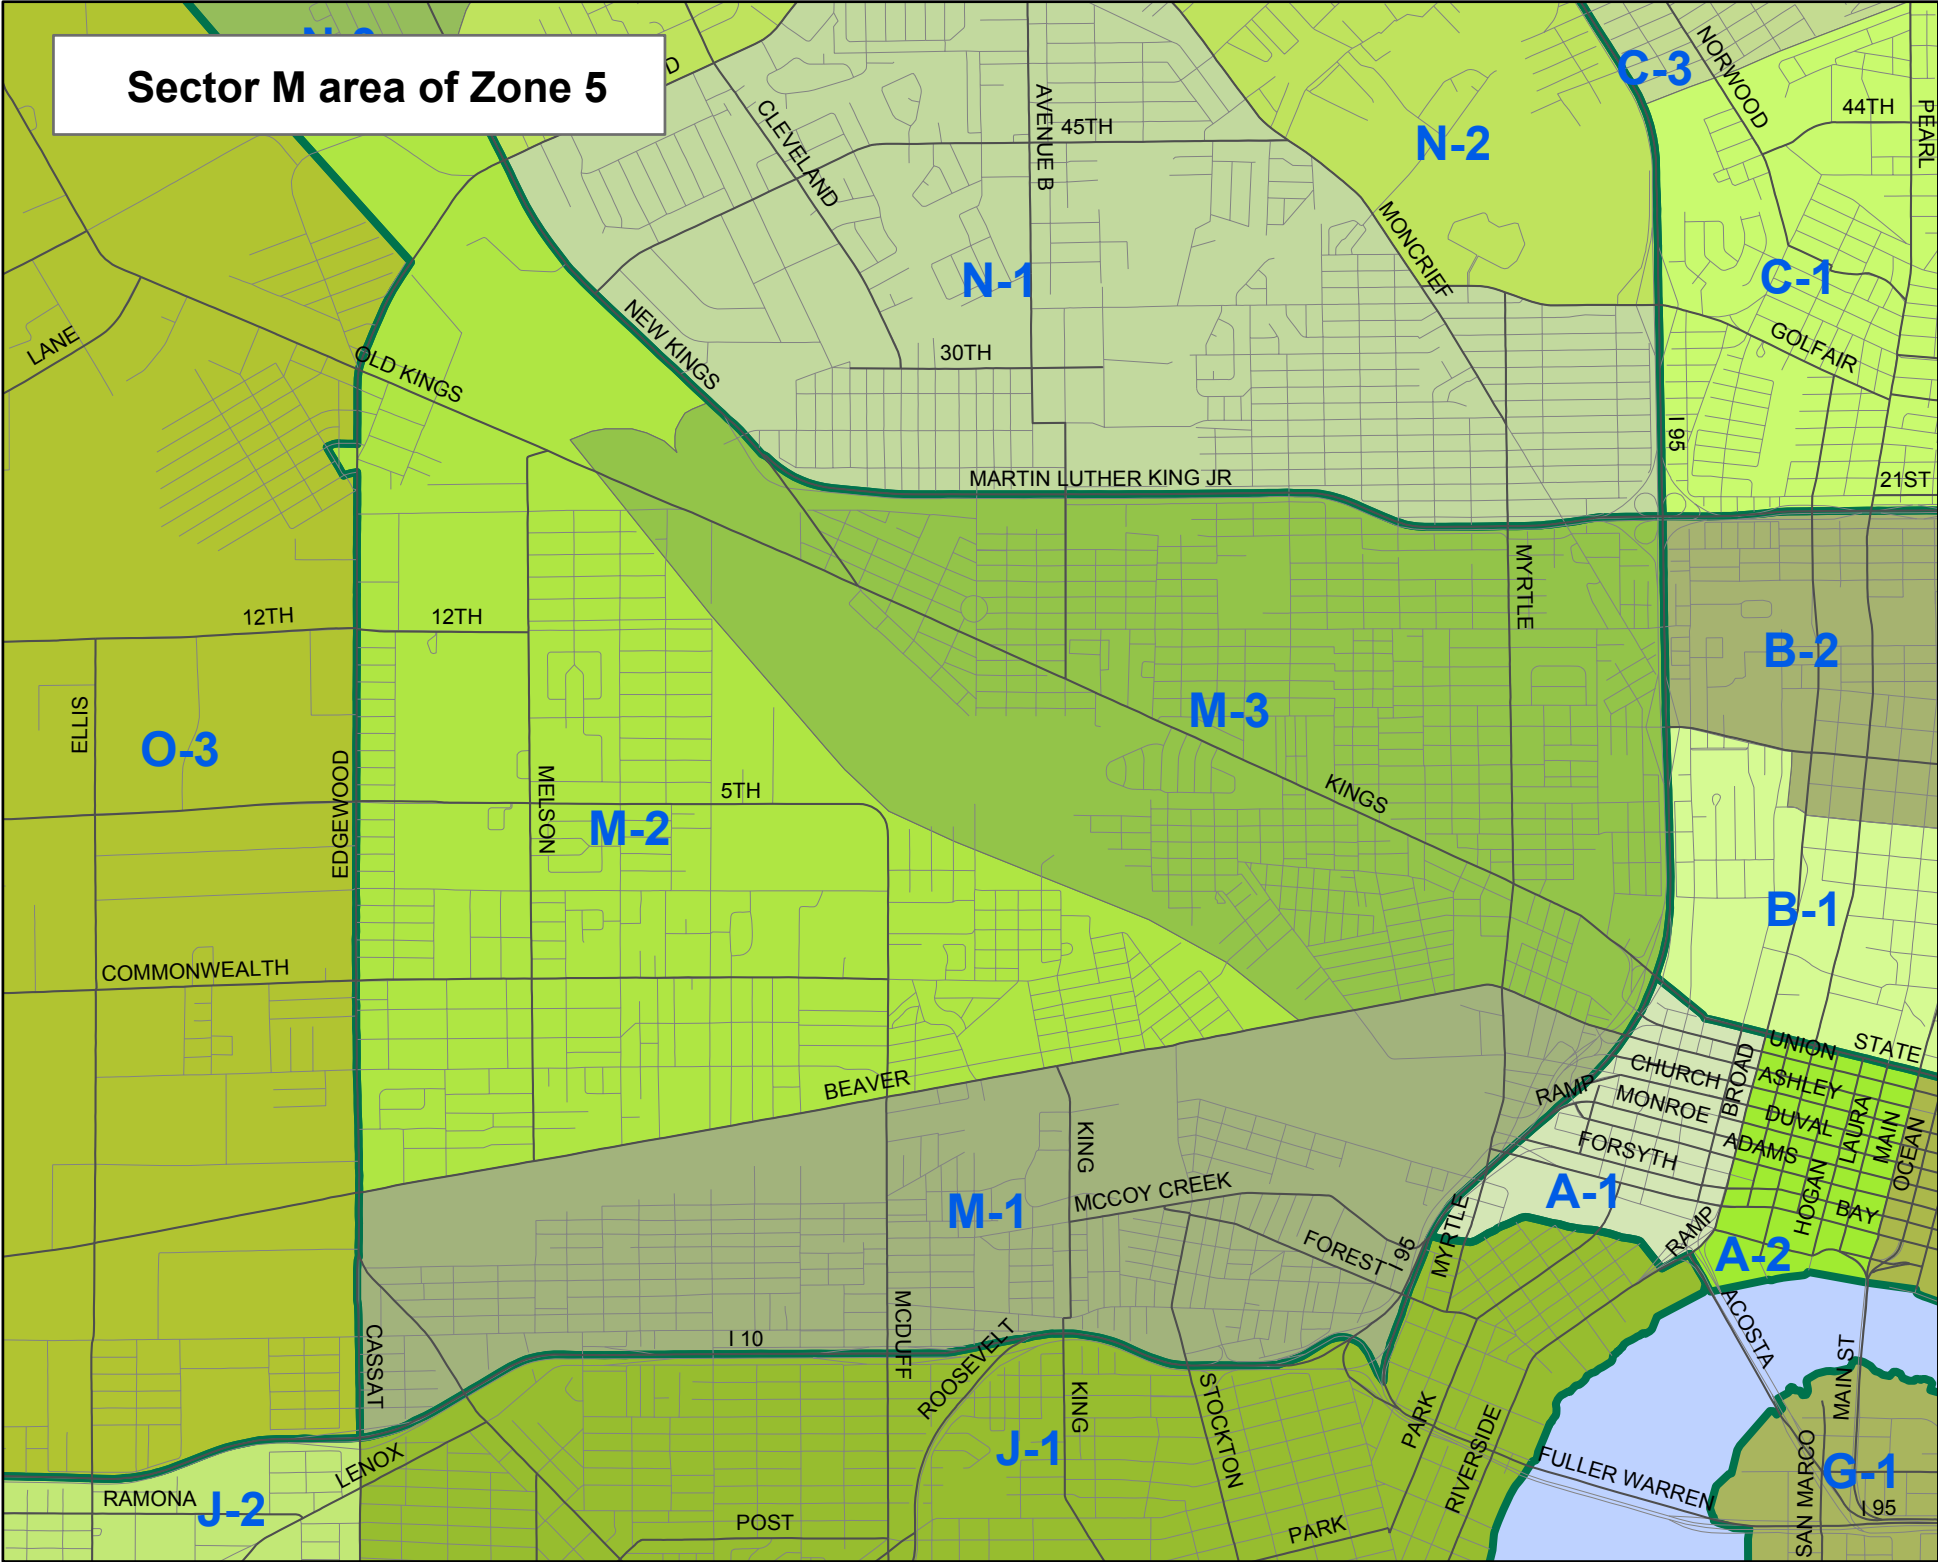 N-3
Sector M area of Zone 5
D
C-3
NORWOOD
44TH
PEARL
CLEVELAND
AVENUE B
45TH
N-2
MONCRIEF
N-1
C-1
LANE
OLD KINGS
NEW KINGS
30TH
GOLFAIR
I 95
MARTIN LUTHER KING JR
21ST
12TH
12TH
MYRTLE
B-2
ELLIS
O-3
EDGEWOOD
MELSON
5TH
M-2
M-3
KINGS
B-1
COMMONWEALTH
BEAVER
UNION
STATE
CHURCH
BROAD
ASHLEY
RAMP
MONROE
DUVAL
LAURA
MAIN
OCEAN
KING
FORSYTH
ADAMS
HOGAN
MCCOY CREEK
M-1
A-1
BAY
MYRTLE
FOREST
I 95
RAMP
A-2
ACOSTA
CASSAT
I 10
MCDUFF
ROOSEVELT
MAIN ST
KING
STOCKTON
PARK
RIVERSIDE
J-1
LENOX
FULLER WARREN
SAN MARCO
G-1
I 95
RAMONA
J-2
POST
PARK